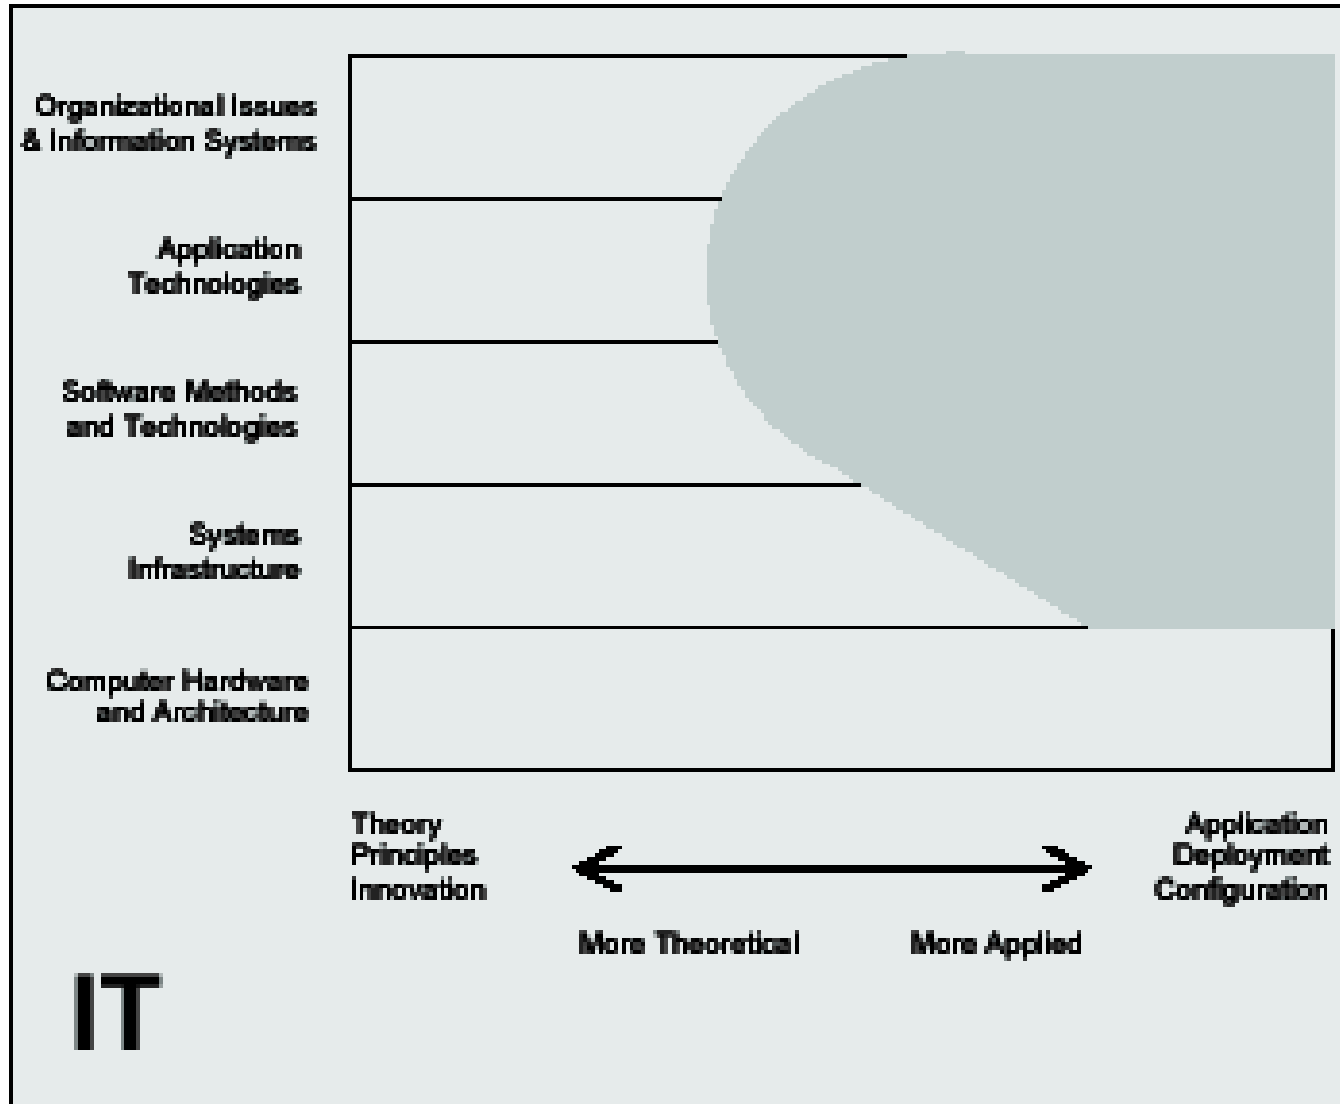 Organizational Issues
& Information Systems
Application
Technologies
Software Methods
and Technologies
Systems
Infrastructure
Computer Hardware
and Architecture
Theory
Principles
Innovation
Application
Deployment
Configuration
More Theoretical
More Applied
IT